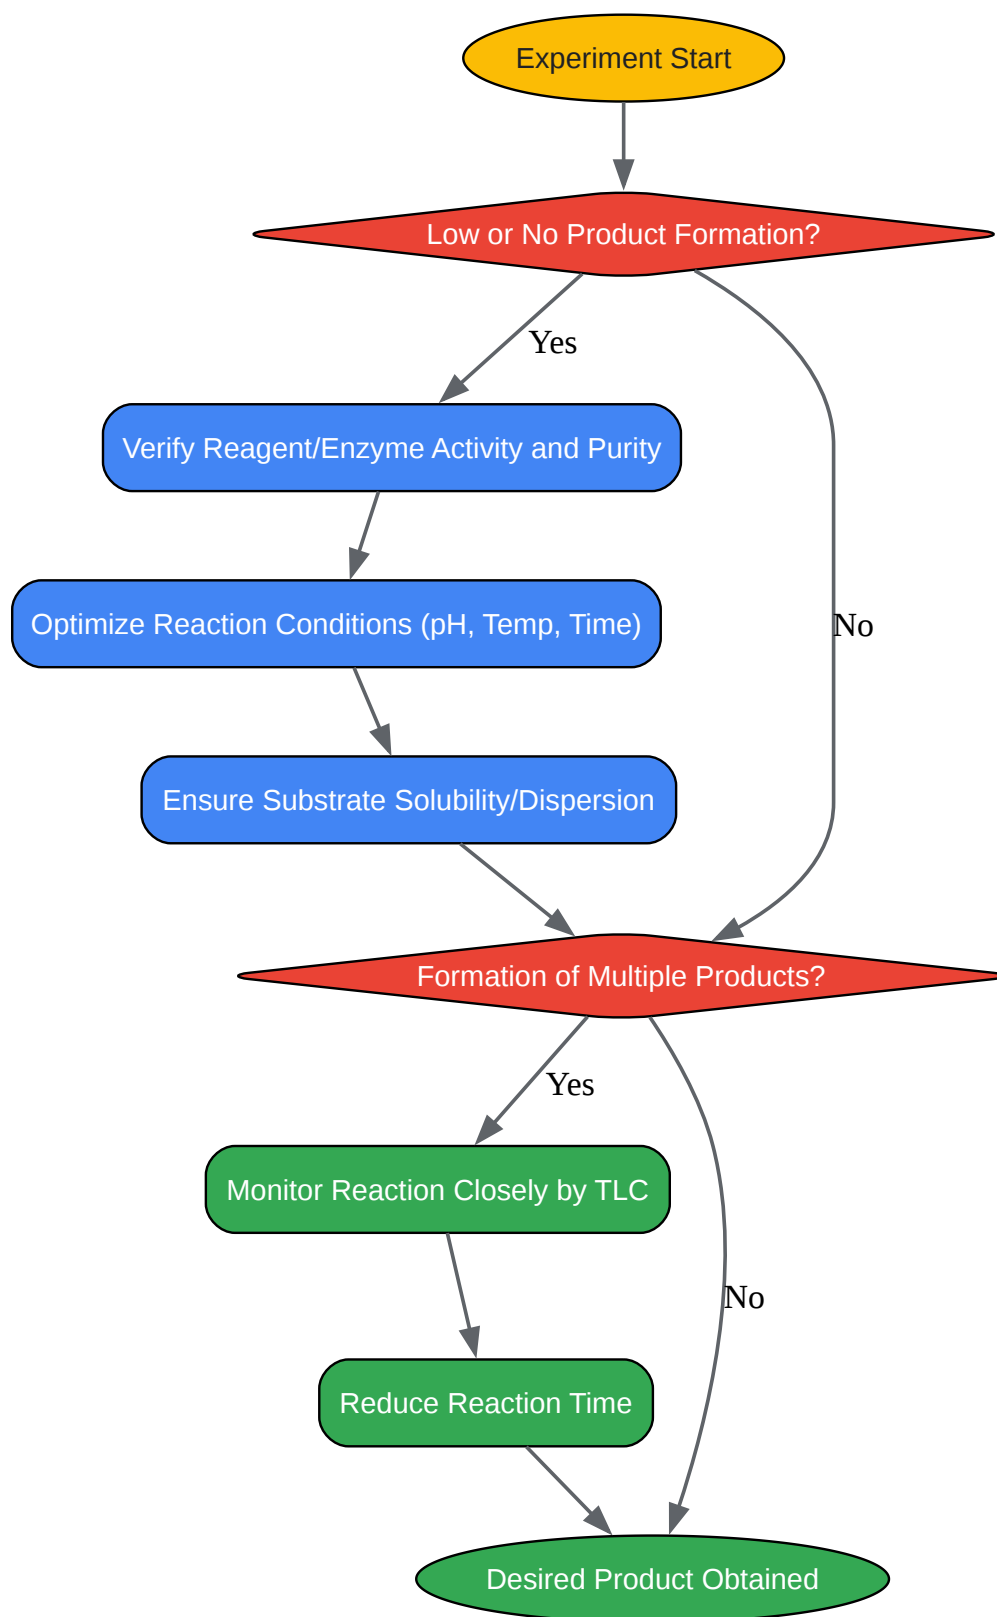 Experiment Start
Low or No Product Formation?
Yes
Verify Reagent/Enzyme Activity and Purity
Optimize Reaction Conditions (pH, Temp, Time)
No
Ensure Substrate Solubility/Dispersion
Formation of Multiple Products?
Yes
Monitor Reaction Closely by TLC
No
Reduce Reaction Time
Desired Product Obtained